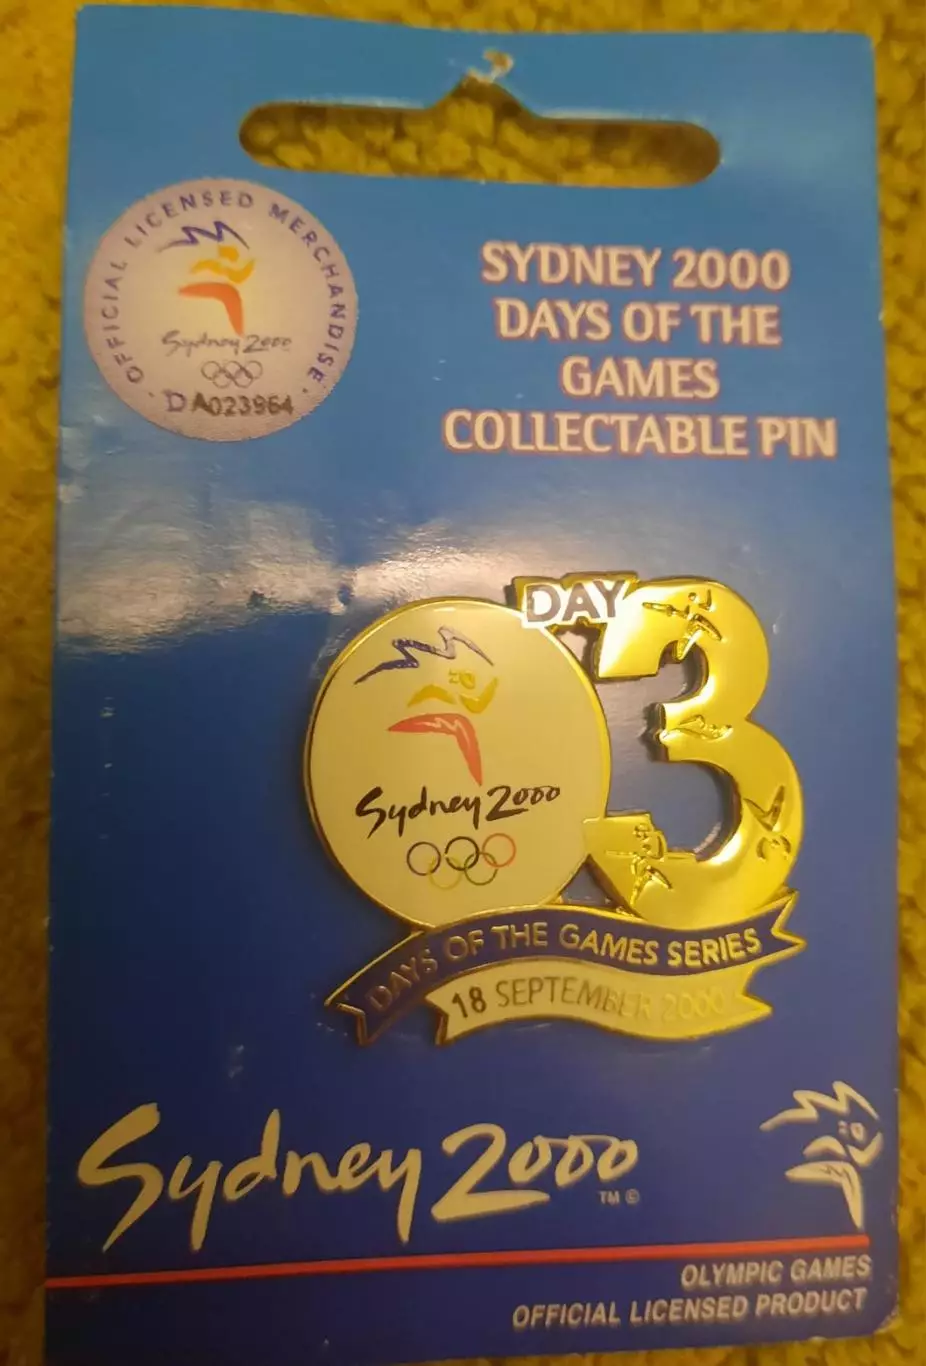 · OFFICIAL LICENSED MERCHANDISE ·
Sydney 2000
DA023964
SYDNEY 2000
DAYS OF THE
GAMES
COLLECTABLE PIN
DAY 3
Sydney 2000
DAYS OF THE GAMES SERIES
18 SEPTEMBER 2000
Sydney 2000
TM ©
OLYMPIC GAMES
OFFICIAL LICENSED PRODUCT